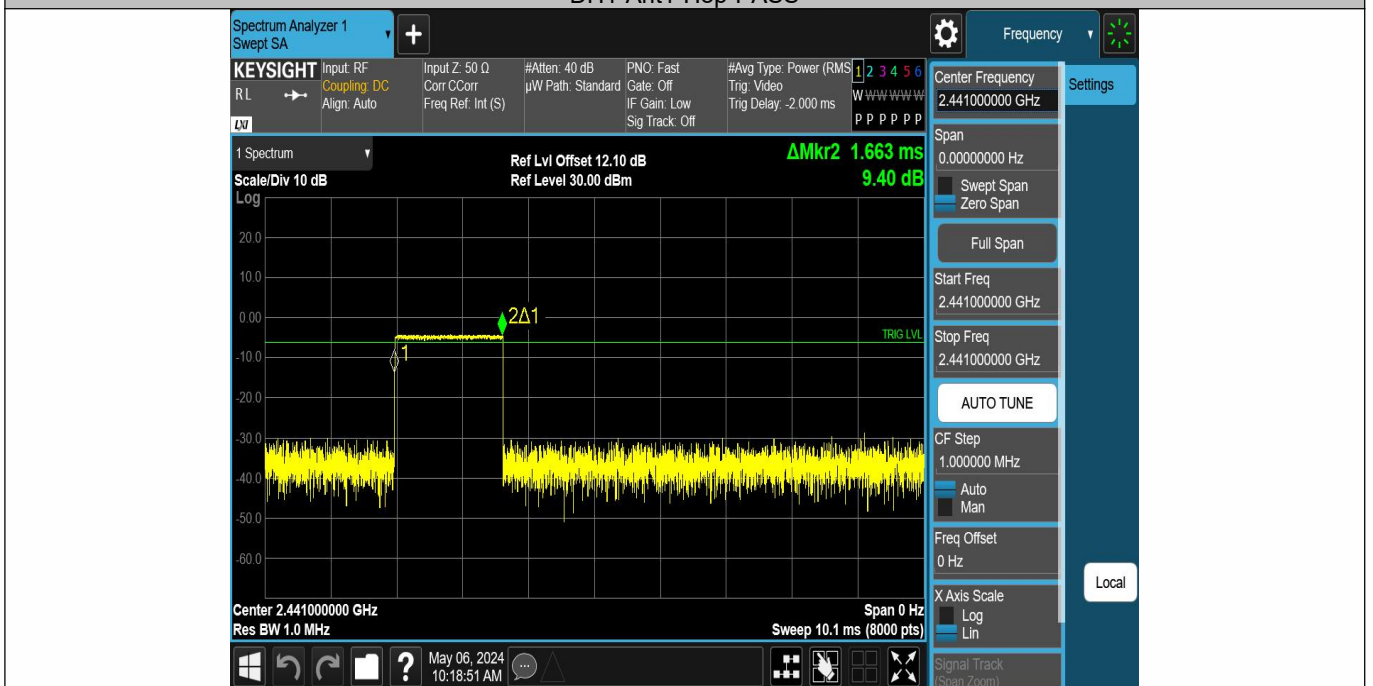 Spectrum Analyzer 1
Swept SA
Frequency
KEYSIGHT
RL
LXI
Input: RF
Coupling: DC
Align: Auto
Input Z: 50 Ω
Corr CCorr
Freq Ref: Int (S)
#Atten: 40 dB
µW Path: Standard
PNO: Fast
Gate: Off
IF Gain: Low
Sig Track: Off
#Avg Type: Power (RMS
Trig: Video
Trig Delay: -2.000 ms
1 2 3 4 5 6
W W W W W W
P P P P P P
1 Spectrum
Scale/Div 10 dB
Ref Lvl Offset 12.10 dB
Ref Level 30.00 dBm
ΔMkr2 1.663 ms
9.40 dB
Log
20.0
10.0
0.00
-10.0
-20.0
-30.0
-40.0
-50.0
-60.0
2Δ1
1
TRIG LVL
Center 2.441000000 GHz
Res BW 1.0 MHz
Span 0 Hz
Sweep 10.1 ms (8000 pts)
Center Frequency
2.441000000 GHz
Settings
Span
0.00000000 Hz
Swept Span
Zero Span
Full Span
Start Freq
2.441000000 GHz
Stop Freq
2.441000000 GHz
AUTO TUNE
CF Step
1.000000 MHz
Auto
Man
Freq Offset
0 Hz
X Axis Scale
Log
Lin
Signal Track
(Span Zoom)
Local
?
May 06, 2024
10:18:51 AM